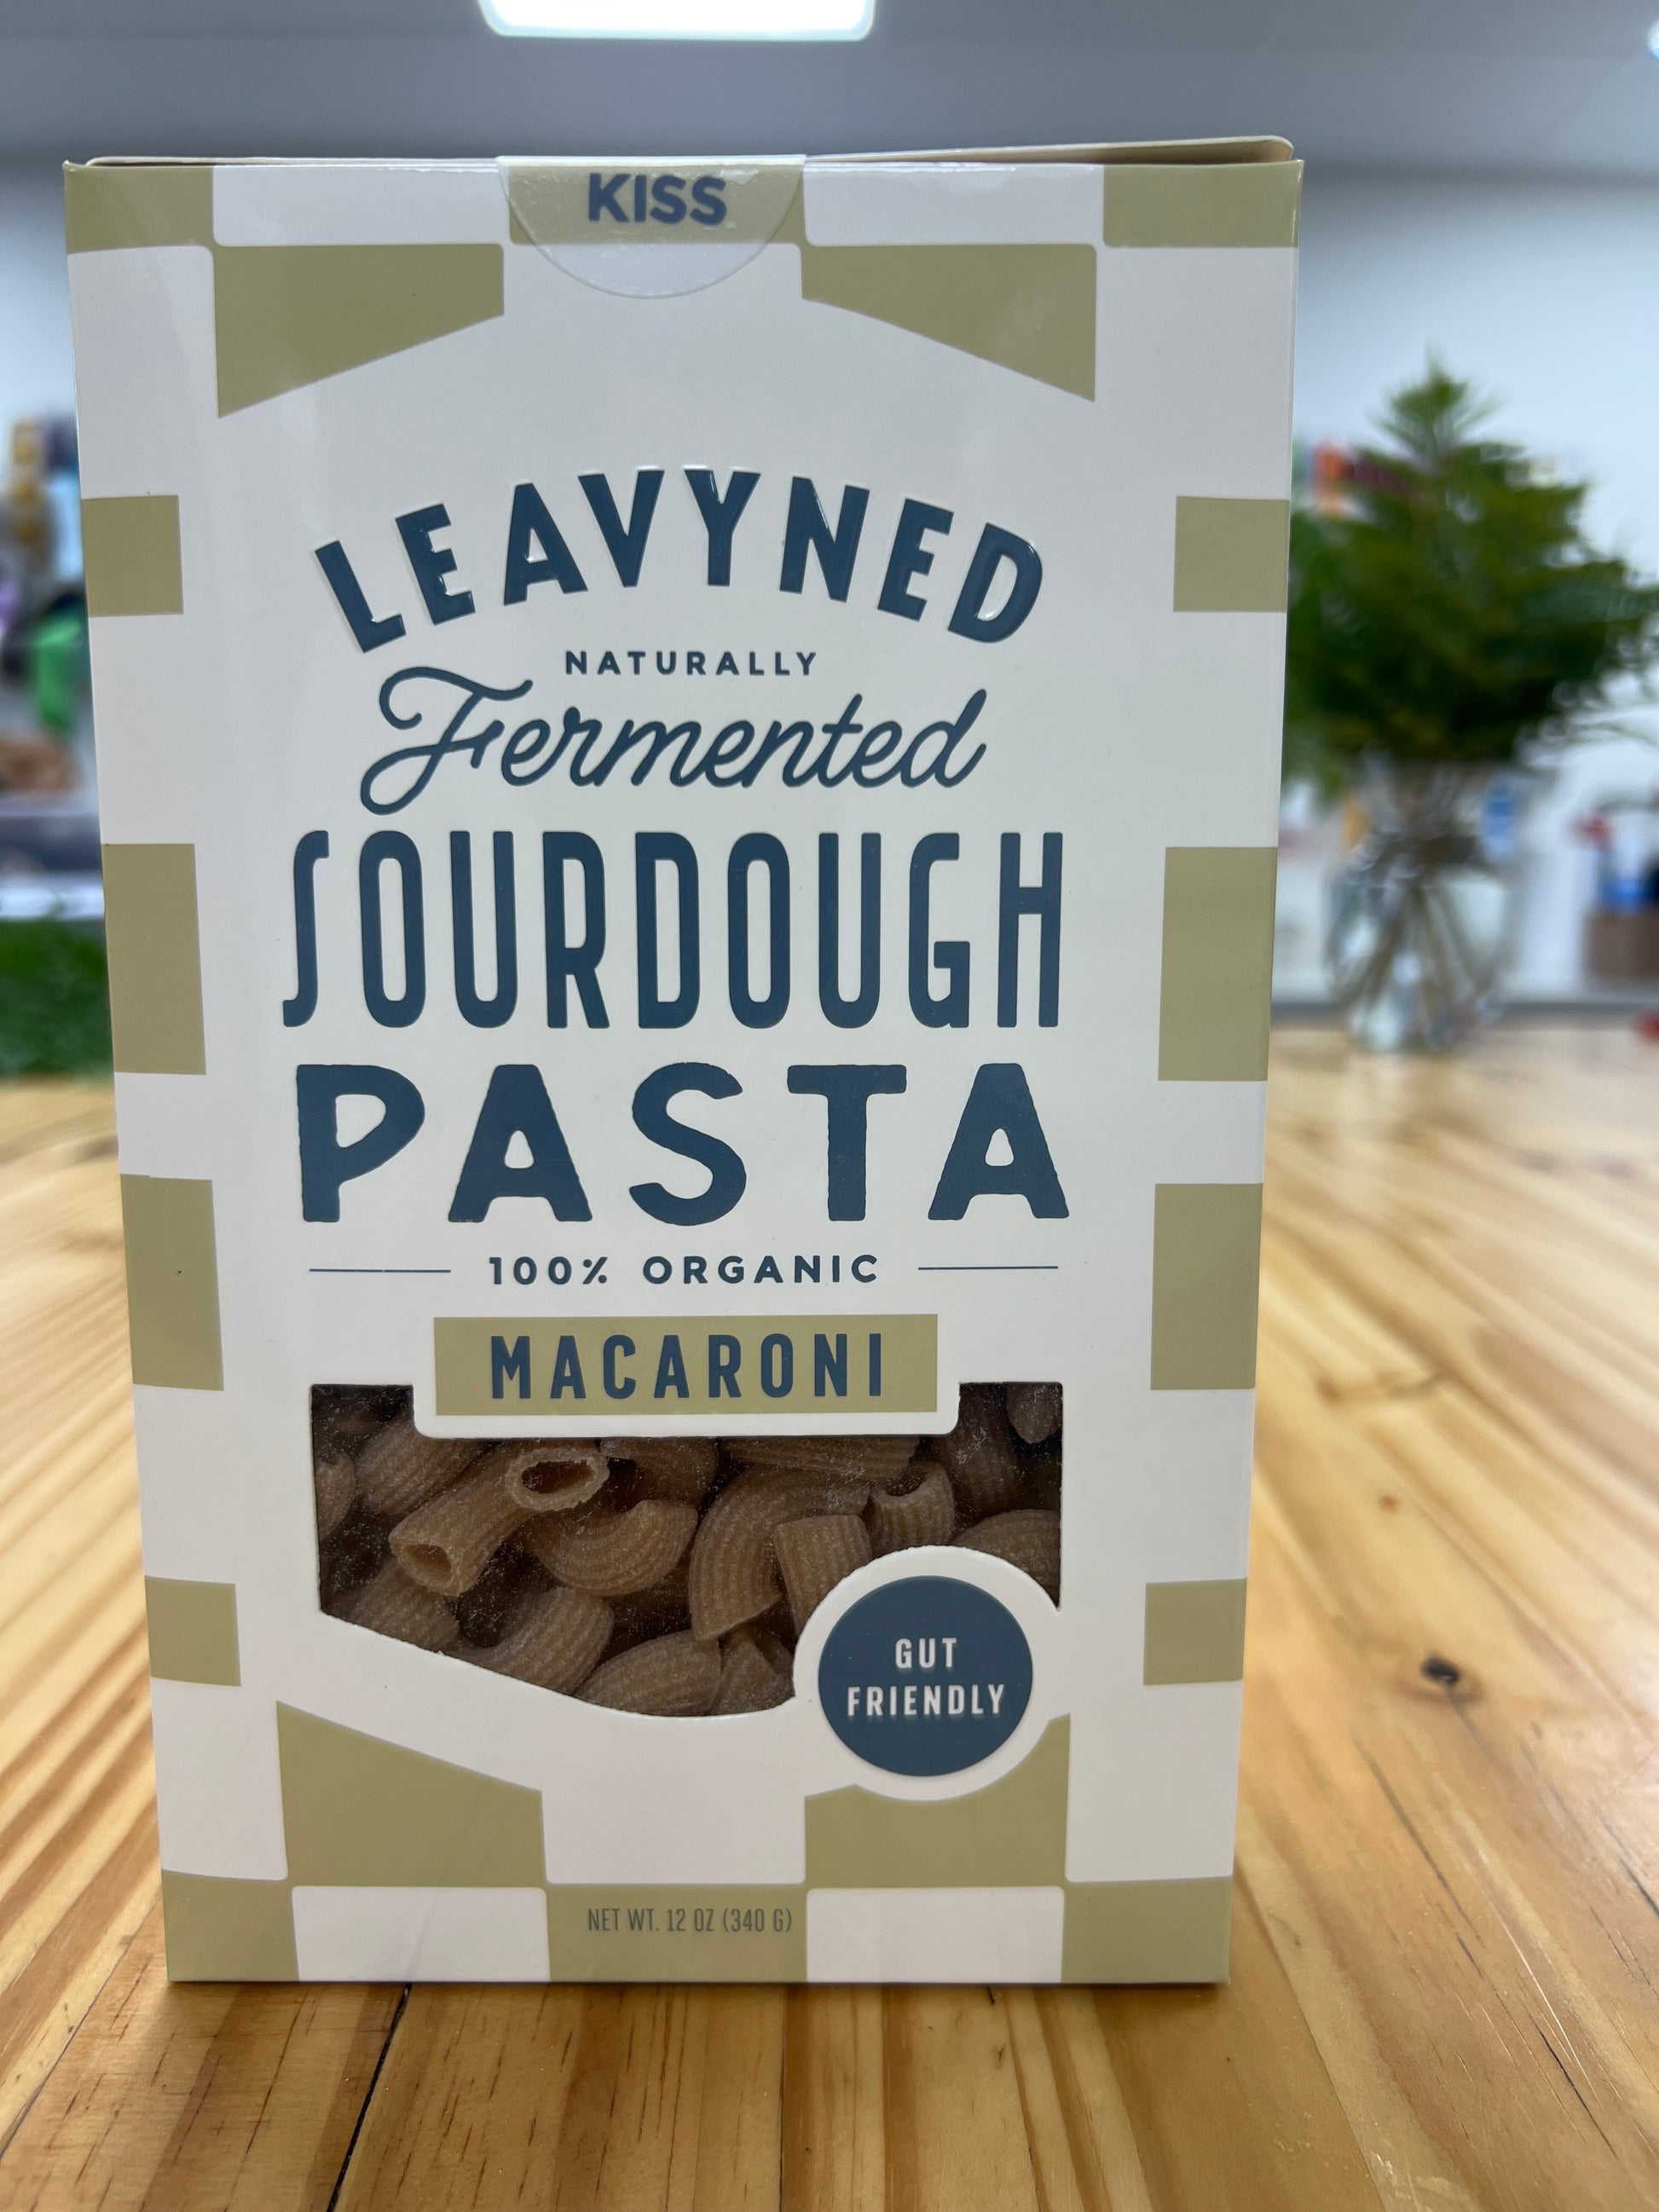 KISS
LEAVYNED
NATURALLY
Fermented
SOURDOUGH
PASTA
100% ORGANIC
MACARONI
GUT
FRIENDLY
NET WT. 12 OZ (340 G)